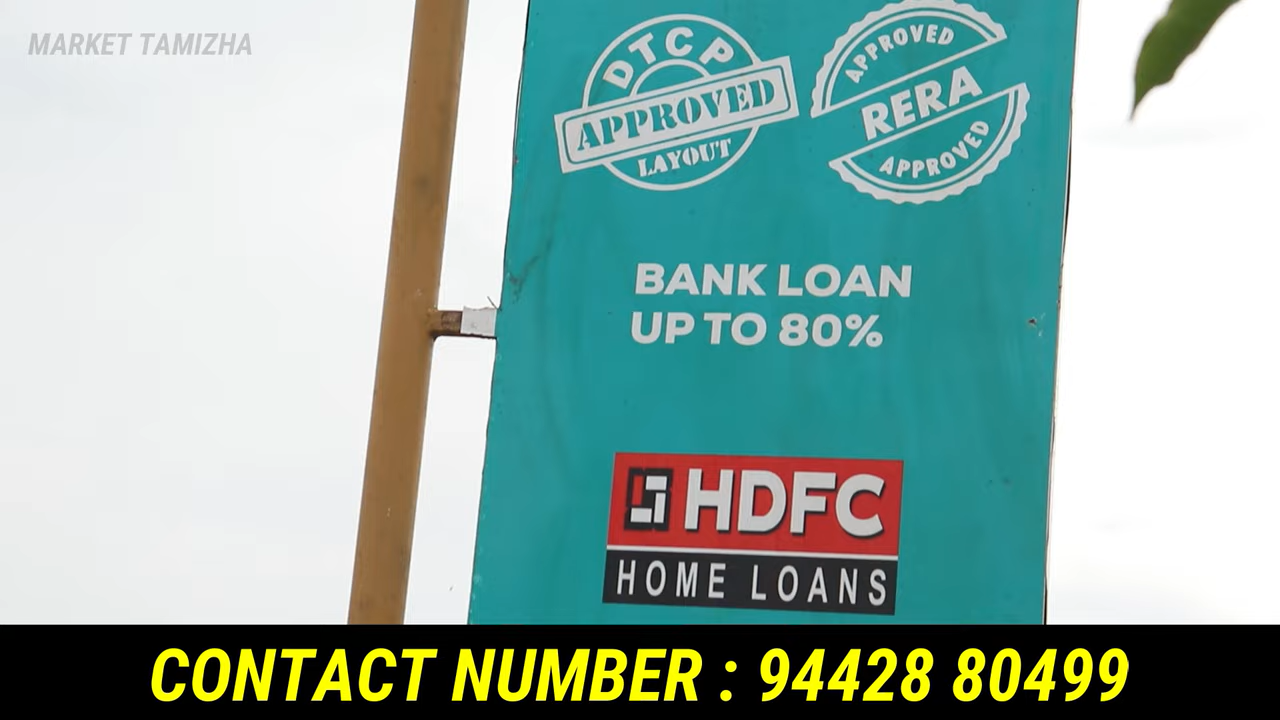 MARKET TAMIZHA
DTCP
APPROVED
LAYOUT
APPROVED
RERA
APPROVED
BANK LOAN
UP TO 80%
HDFC
HOME LOANS
CONTACT NUMBER : 94428 80499